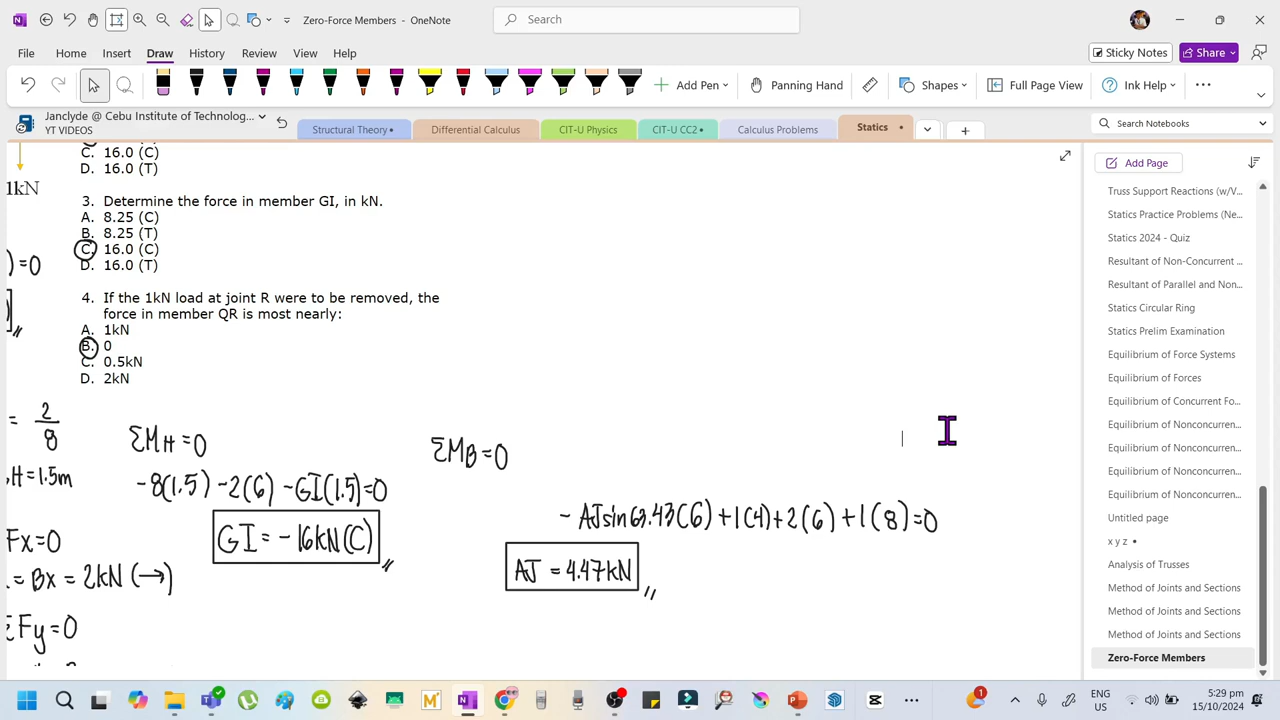 Zero-Force Members - OneNote
Search
File Home Insert Draw History Review View Help
Sticky Notes
Share
Add Pen
Panning Hand
Shapes
Full Page View
Ink Help
Janclyde @ Cebu Institute of Technolog...
YT VIDEOS
Structural Theory
Differential Calculus
CIT-U Physics
CIT-U CC2
Calculus Problems
Statics
Search Notebooks
Add Page
C. 16.0 (C)
D. 16.0 (T)
1kN
3. Determine the force in member GI, in kN.
A. 8.25 (C)
B. 8.25 (T)
C. 16.0 (C)
D. 16.0 (T)
)=0
4. If the 1kN load at joint R were to be removed, the
force in member QR is most nearly:
A. 1kN
B. 0
C. 0.5kN
D. 2kN
= 2/8
H=1.5m
Fx=0
= Bx = 2kN (→)
ΣFy=0
ΣMH=0
-8(1.5) -2(6) -GI(1.5)=0
GI = -16kN(C)
ΣMB=0
- AJsin63.43(6)+1(4)+2(6)+1(8)=0
AJ = 4.47kN
Truss Support Reactions (w/V...
Statics Practice Problems (Ne...
Statics 2024 - Quiz
Resultant of Non-Concurrent ...
Resultant of Parallel and Non...
Statics Circular Ring
Statics Prelim Examination
Equilibrium of Force Systems
Equilibrium of Forces
Equilibrium of Concurrent Fo...
Equilibrium of Nonconcurren...
Equilibrium of Nonconcurren...
Equilibrium of Nonconcurren...
Equilibrium of Nonconcurren...
Untitled page
x y z
Analysis of Trusses
Method of Joints and Sections
Method of Joints and Sections
Method of Joints and Sections
Zero-Force Members
ENG
US
5:29 pm
15/10/2024